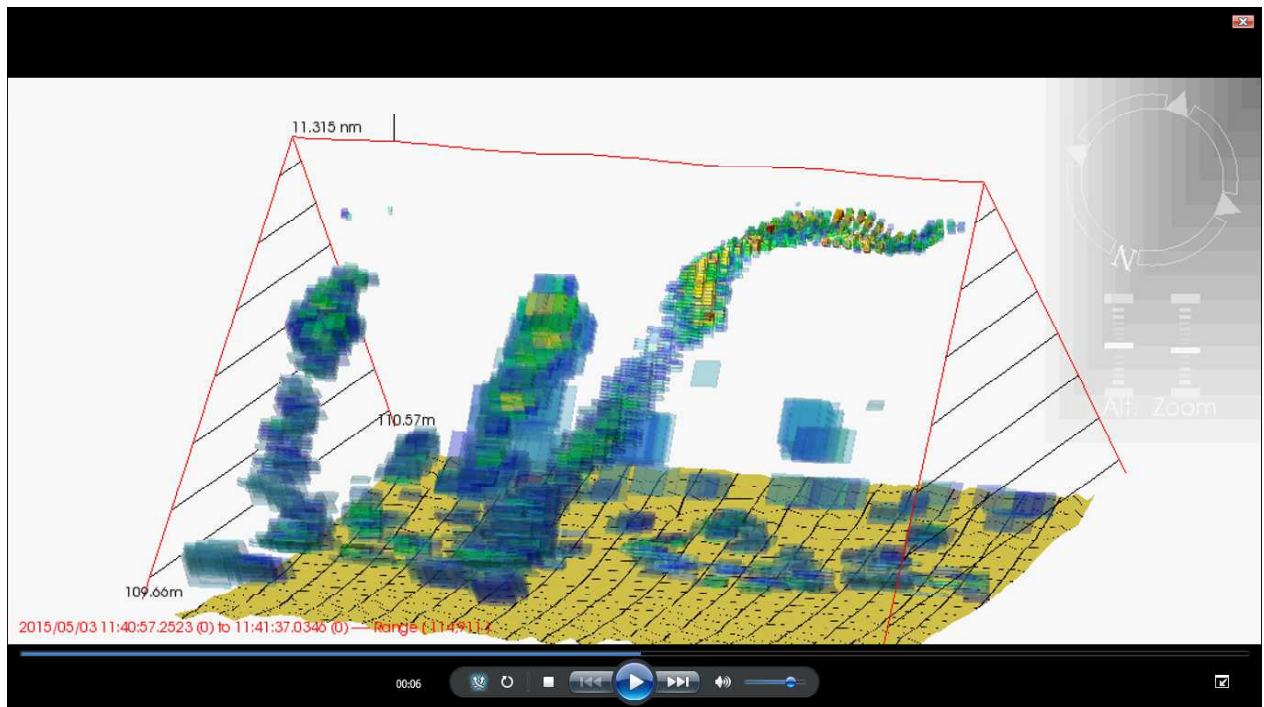 11.315 nm
N
110.57m
Alt. Zoom
109.66m
2015/05/03 11:40:57.2523 (0) to 11:41:37.0346 (0) — Range
00:06